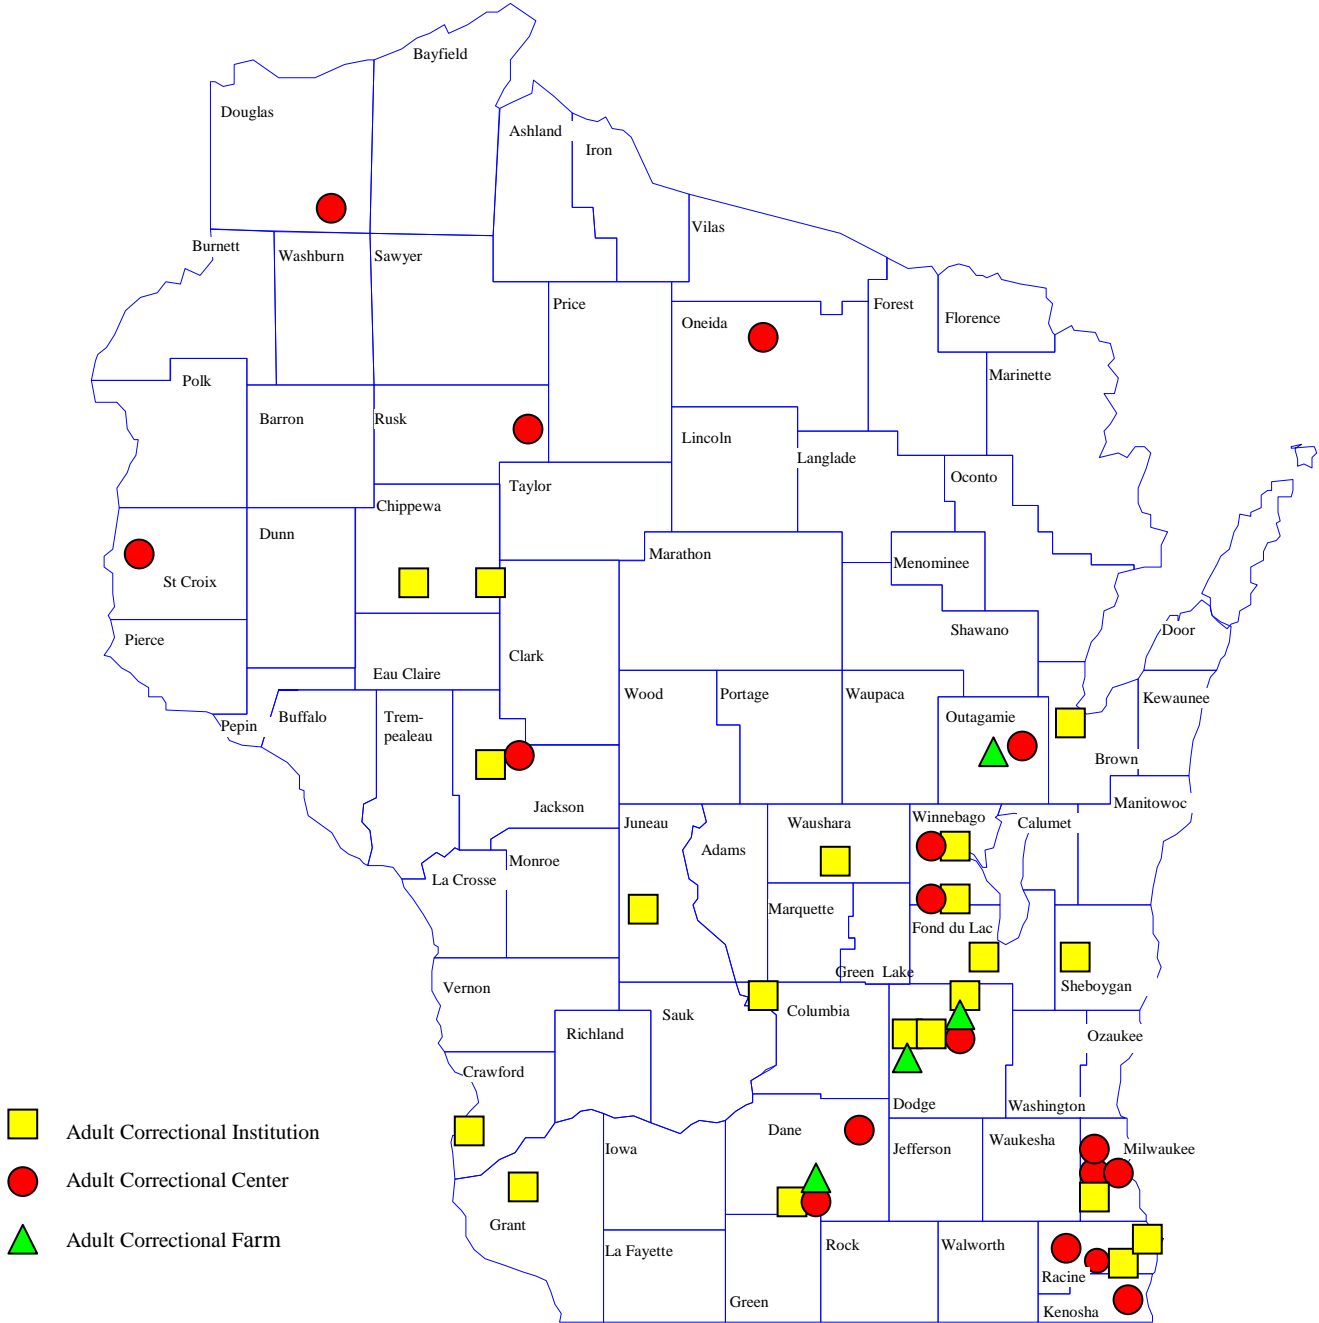 Bayfield
Douglas
Ashland
Iron
Vilas
Burnett
Washburn
Sawyer
Price
Forest
Florence
Oneida
Marinette
Polk
Barron
Rusk
Lincoln
Langlade
Oconto
Taylor
Chippewa
Dunn
Marathon
Menominee
St Croix
Shawano
Door
Pierce
Clark
Eau Claire
Wood
Portage
Waupaca
Kewaunee
Buffalo
Trem-
pealeau
Outagamie
Pepin
Brown
Jackson
Manitowoc
Juneau
Waushara
Winnebago
Calumet
Adams
Monroe
La Crosse
Marquette
Fond du Lac
Green Lake
Vernon
Sheboygan
Sauk
Columbia
Richland
Ozaukee
Crawford
Dodge
Washington
Adult Correctional Institution
Dane
Waukesha
Iowa
Jefferson
Milwaukee
Adult Correctional Center
Grant
Adult Correctional Farm
La Fayette
Rock
Walworth
Racine
Green
Kenosha